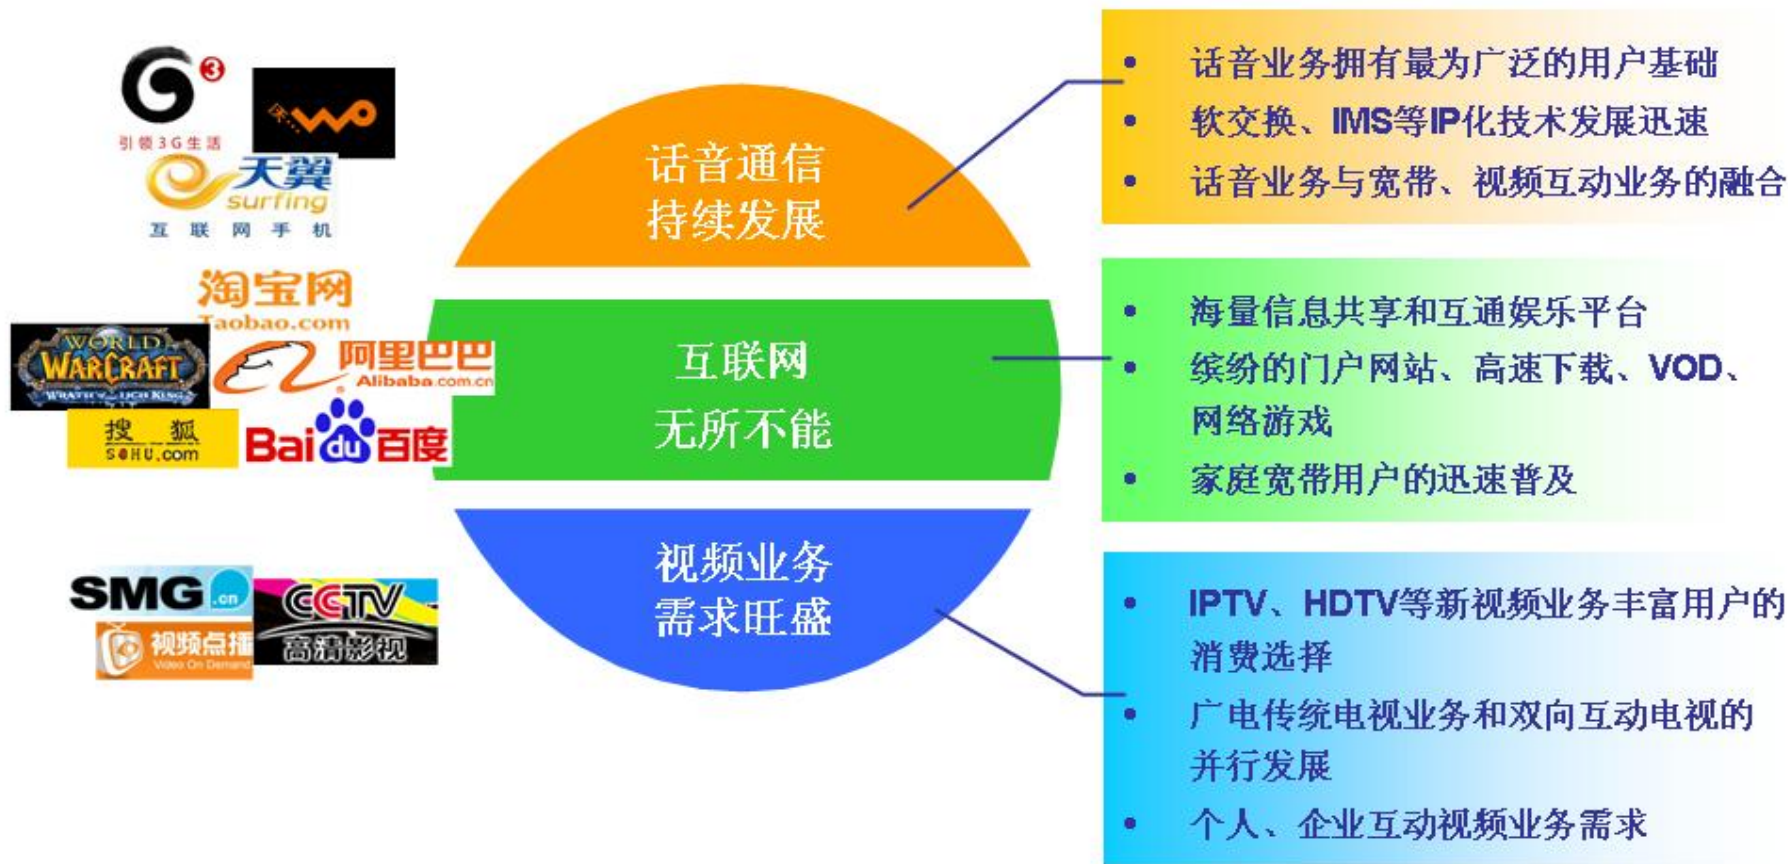 G3
引领3G生活
沃...
wo
天翼
surfing
互联网手机
淘宝网
Taobao.com
WORLD
WARCRAFT
WRATH OF THE LICH KING
阿里巴巴
Alibaba.com.cn
搜狐
SOHU.com
Bai du 百度
SMG.cn
视频点播
Video On Demand
CCTV
高清影视
话音通信
持续发展
互联网
无所不能
视频业务
需求旺盛
• 话音业务拥有最为广泛的用户基础
• 软交换、IMS等IP化技术发展迅速
• 话音业务与宽带、视频互动业务的融合
• 海量信息共享和互通娱乐平台
• 缤纷的门户网站、高速下载、VOD、
网络游戏
• 家庭宽带用户的迅速普及
• IPTV、HDTV等新视频业务丰富用户的
消费选择
• 广电传统电视业务和双向互动电视的
并行发展
• 个人、企业互动视频业务需求